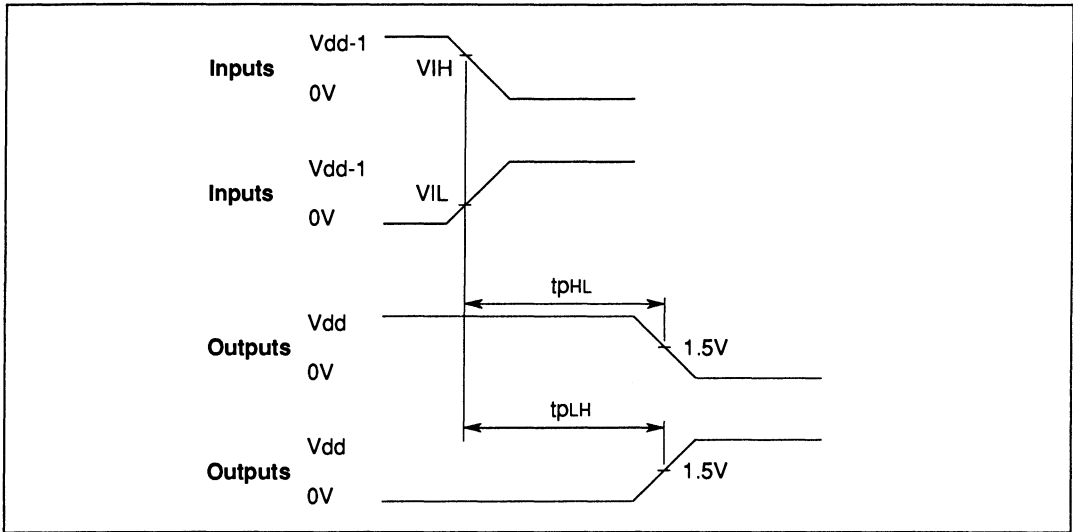 Vdd-1
Inputs VIH
0V
Vdd-1
Inputs VIL
0V
tpHL
Vdd
Outputs 1.5V
0V
tpLH
Vdd
Outputs 1.5V
0V